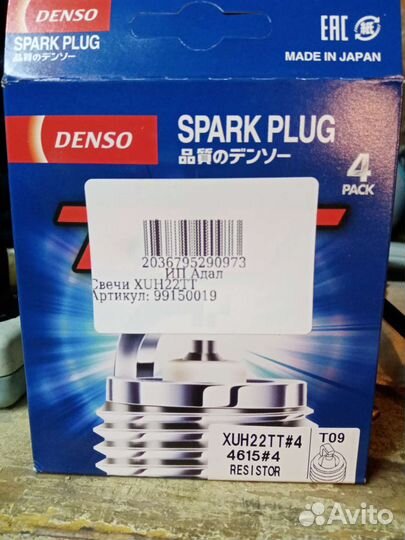 DENSO
SPARK PLUG
品質のデンソー
EAC
紙
MADE IN JAPAN
DENSO
SPARK PLUG
品質のデンソー
4
PACK
2036795290973
ИП Адал
Свечи XUH22TT
Артикул: 99150019
XUH22TT#4
4615#4
RESISTOR
T09
Avito